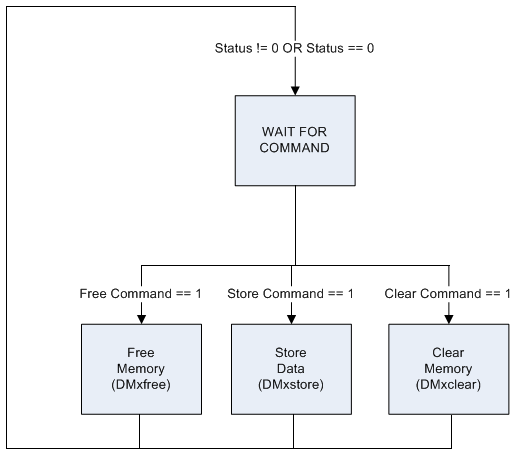 Status != 0 OR Status == 0
WAIT FOR
COMMAND
Free Command == 1
Store Command == 1
Clear Command == 1
Free
Memory
(DMxfree)
Store
Data
(DMxstore)
Clear
Memory
(DMxclear)